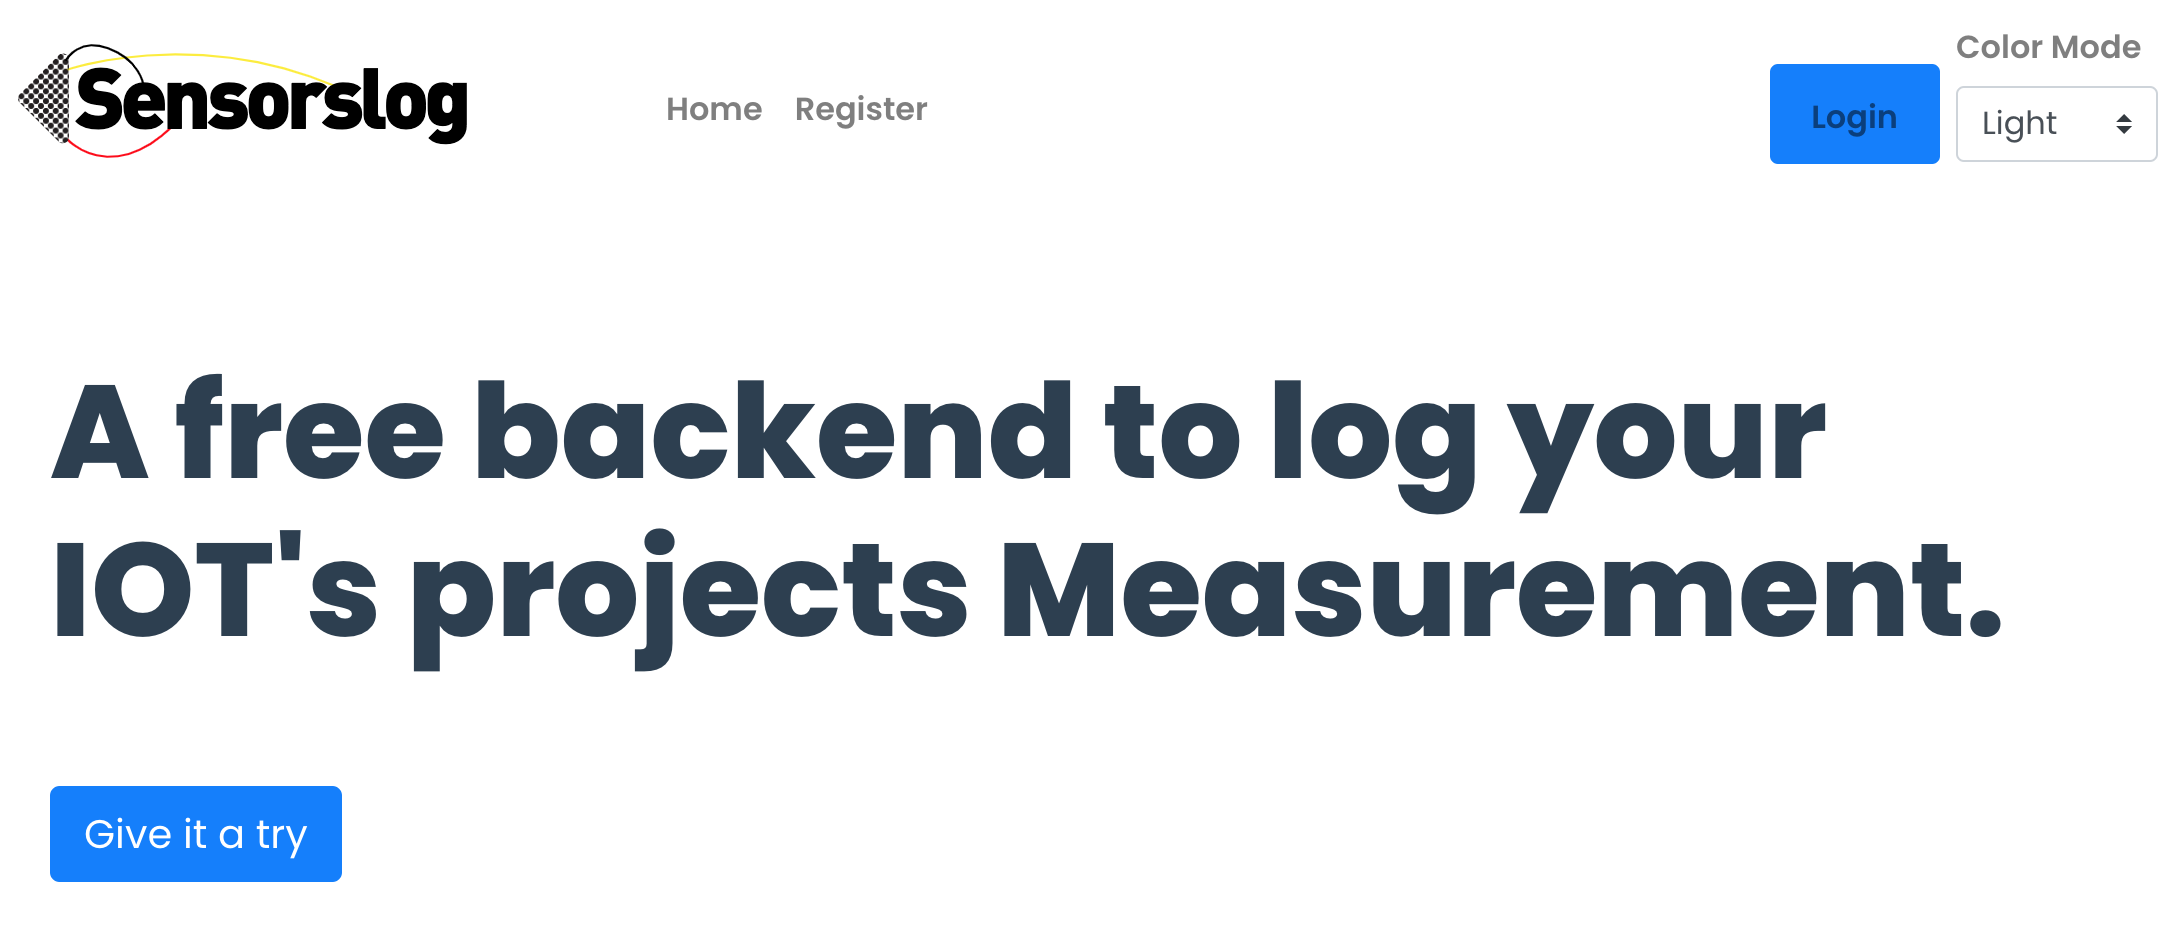 Sensorslog
Home
Register
Login
Color Mode
Light
A free backend to log your
IOT's projects Measurement.
Give it a try